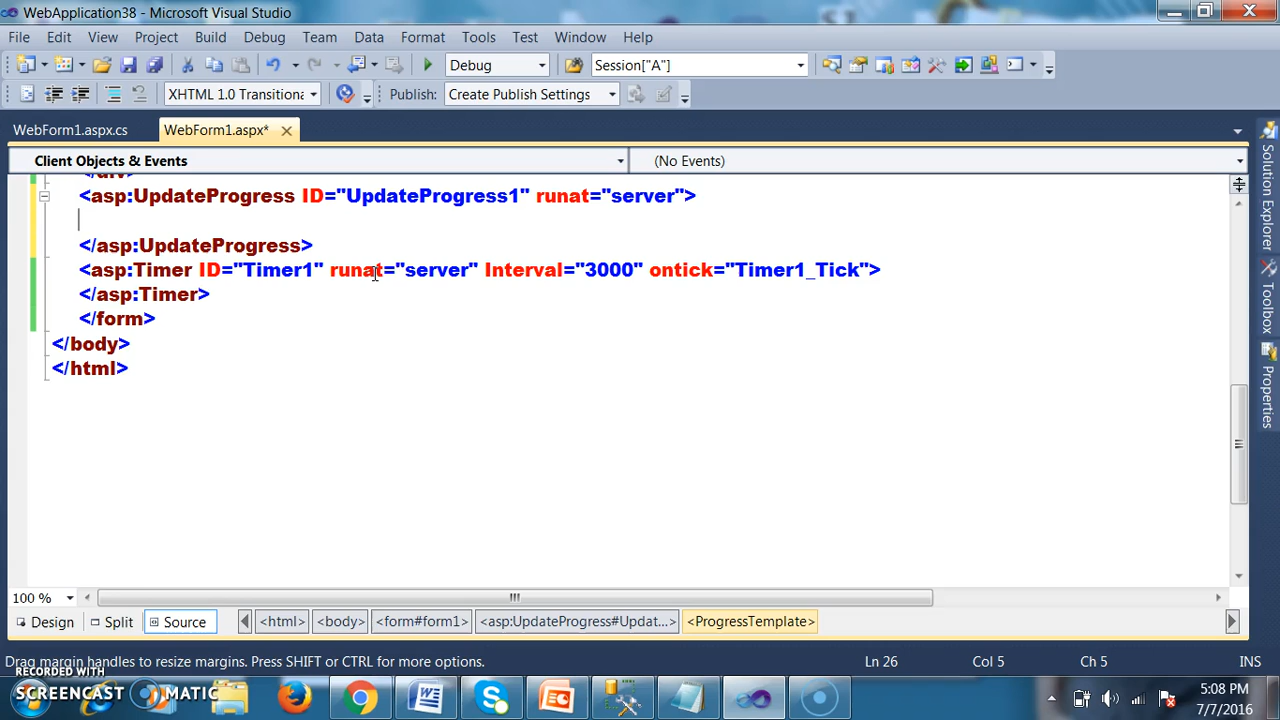 WebApplication38 - Microsoft Visual Studio
File Edit View Project Build Debug Team Data Format Tools Test Window Help
Debug Session["A"]
XHTML 1.0 Transitiona Publish: Create Publish Settings
WebForm1.aspx.cs WebForm1.aspx*
Client Objects & Events (No Events)
</div>
<asp:UpdateProgress ID="UpdateProgress1" runat="server">
</asp:UpdateProgress>
<asp:Timer ID="Timer1" runat="server" Interval="3000" ontick="Timer1_Tick">
</asp:Timer>
</form>
</body>
</html>
Solution Explorer
Toolbox
Properties
100 %
Design Split Source <html> <body> <form#form1> <asp:UpdateProgress#Updat...> <ProgressTemplate>
Drag margin handles to resize margins. Press SHIFT or CTRL for more options. Ln 26 Col 5 Ch 5 INS
RECORDED WITH
SCREENCAST MATIC
5:08 PM
7/7/2016